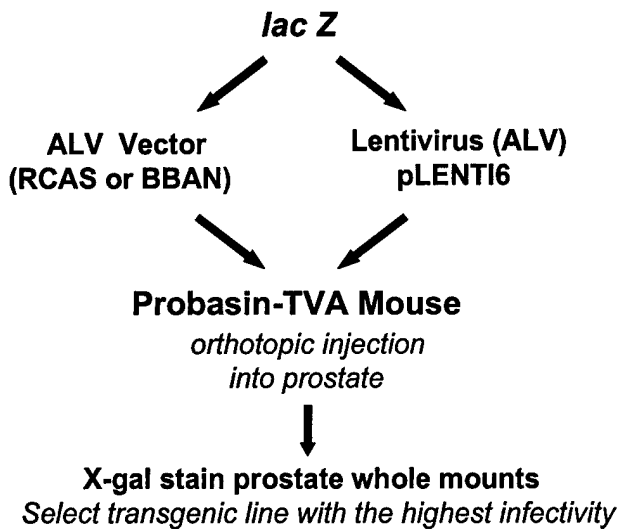 lac Z
ALV Vector
(RCAS or BBAN)
Lentivirus (ALV)
pLENTI6
Probasin-TVA Mouse
orthotopic injection
into prostate
X-gal stain prostate whole mounts
Select transgenic line with the highest infectivity